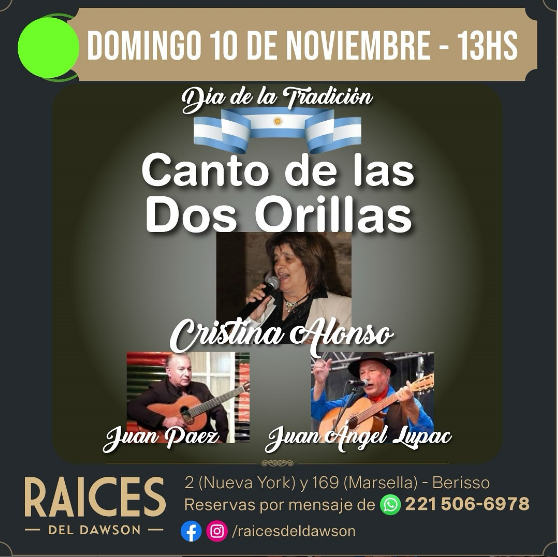 DOMINGO 10 DE NOVIEMBRE - 13HS
Día de la Tradición
Canto de las
Dos Orillas
Cristina Alonso
Juan Paez
Juan Ángel Lupac
RAICES
DEL DAWSON
2 (Nueva York) y 169 (Marsella) - Berisso
Reservas por mensaje de 221 506-6978
/raicesdeldawson